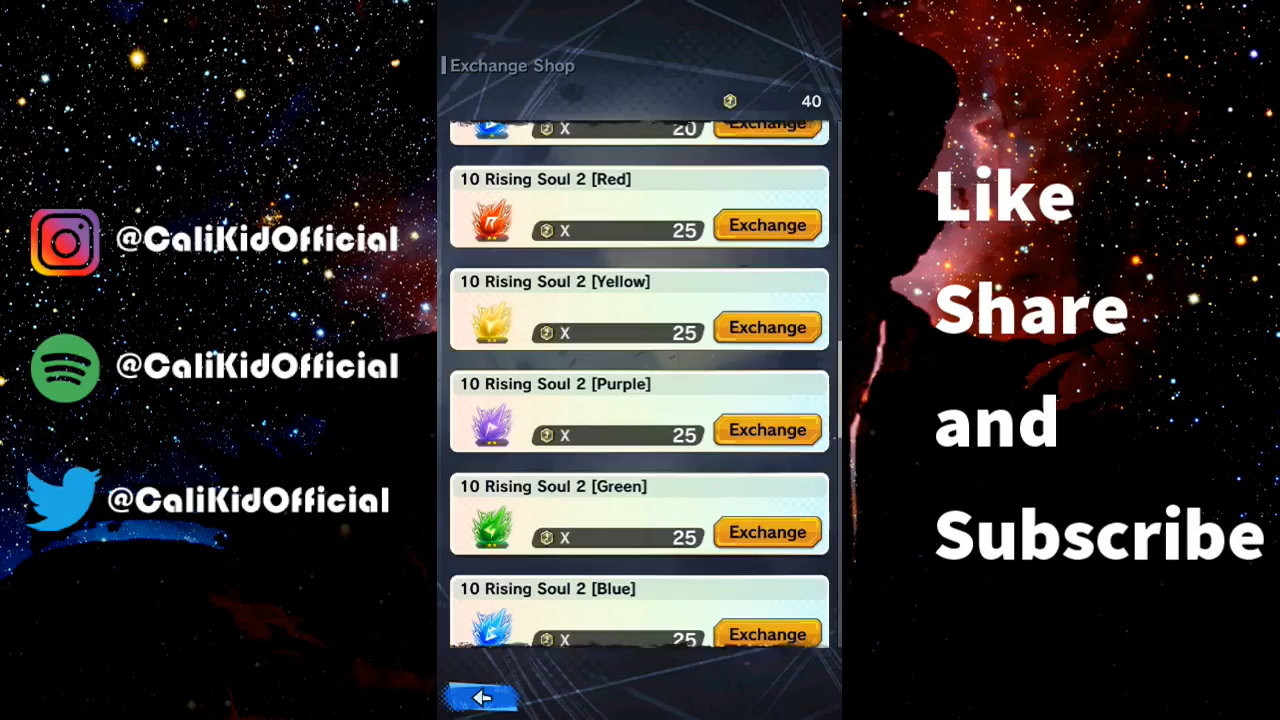 Exchange Shop
40
X 20 Exchange
10 Rising Soul 2 [Red]
X 25 Exchange
10 Rising Soul 2 [Yellow]
X 25 Exchange
10 Rising Soul 2 [Purple]
X 25 Exchange
10 Rising Soul 2 [Green]
X 25 Exchange
10 Rising Soul 2 [Blue]
X 25 Exchange
@CaliKidOfficial
@CaliKidOfficial
@CaliKidOfficial
Like
Share
and
Subscribe